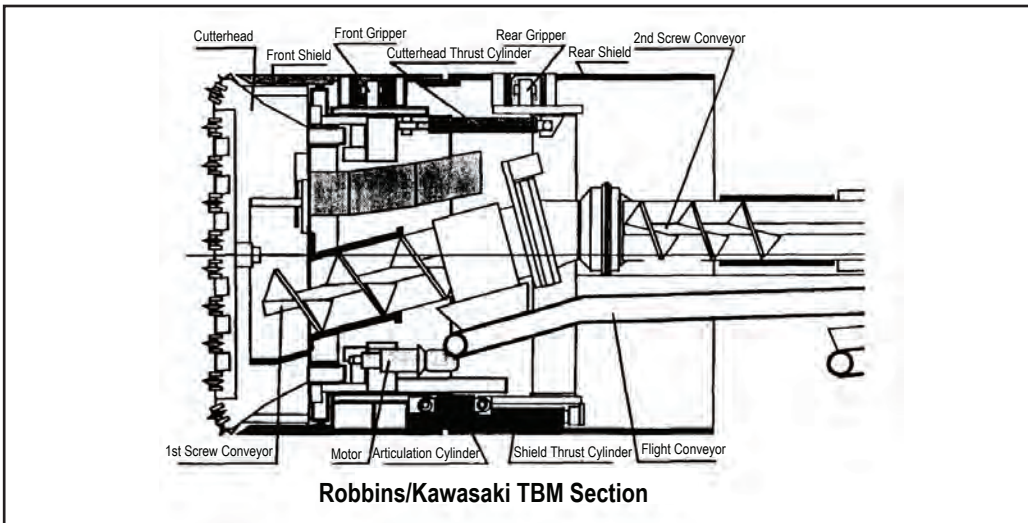 Cutterhead
Front Gripper
Rear Gripper
2nd Screw Conveyor
Front Shield
Cutterhead Thrust Cylinder
Rear Shield
1st Screw Conveyor
Motor
Articulation Cylinder
Shield Thrust Cylinder
Flight Conveyor
Robbins/Kawasaki TBM Section